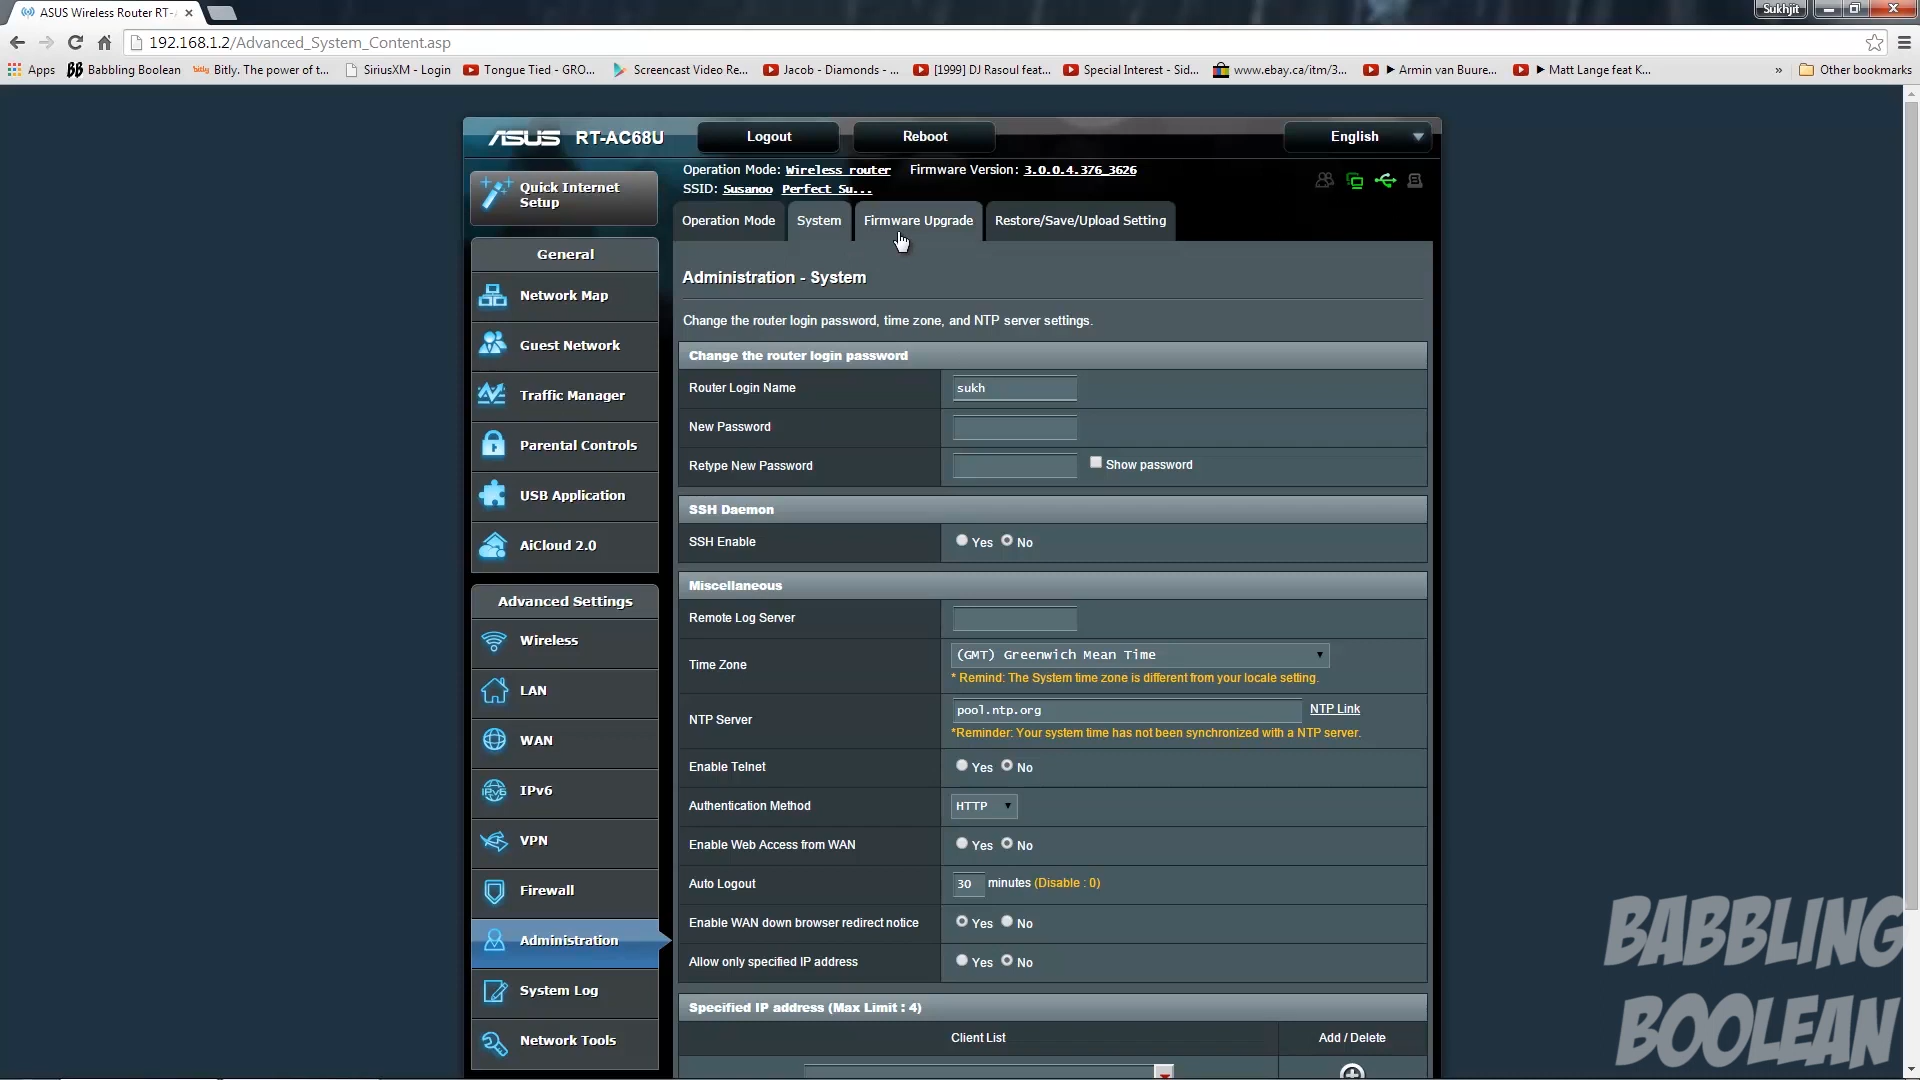 ASUS Wireless Router RT-
Sukhjit
192.168.1.2/Advanced_System_Content.asp
Apps
BB Babbling Boolean
bitly Bitly. The power of t...
SiriusXM - Login
Tongue Tied - GRO...
Screencast Video Re...
Jacob - Diamonds - ...
[1999] DJ Rasoul feat...
Special Interest - Sid...
www.ebay.ca/itm/3...
▶ Armin van Buure...
▶ Matt Lange feat K...
»
Other bookmarks
ASUS RT-AC68U
Logout
Reboot
English
Operation Mode: Wireless router Firmware Version: 3.0.0.4.376_3626
SSID: Susanoo Perfect Su...
Quick Internet
Setup
General
Network Map
Guest Network
Traffic Manager
Parental Controls
USB Application
AiCloud 2.0
Advanced Settings
Wireless
LAN
WAN
IPv6
IPv6
VPN
Firewall
Administration
System Log
Network Tools
Operation Mode
System
Firmware Upgrade
Restore/Save/Upload Setting
Administration - System
Change the router login password, time zone, and NTP server settings.
Change the router login password
Router Login Name sukh
New Password
Retype New Password Show password
SSH Daemon
SSH Enable Yes No
Miscellaneous
Remote Log Server
Time Zone (GMT) Greenwich Mean Time
* Remind: The System time zone is different from your locale setting.
NTP Server pool.ntp.org NTP Link
*Reminder: Your system time has not been synchronized with a NTP server.
Enable Telnet Yes No
Authentication Method HTTP
Enable Web Access from WAN Yes No
Auto Logout 30 minutes (Disable : 0)
Enable WAN down browser redirect notice Yes No
Allow only specified IP address Yes No
Specified IP address (Max Limit : 4)
Client List Add / Delete
BABBLING
BOOLEAN